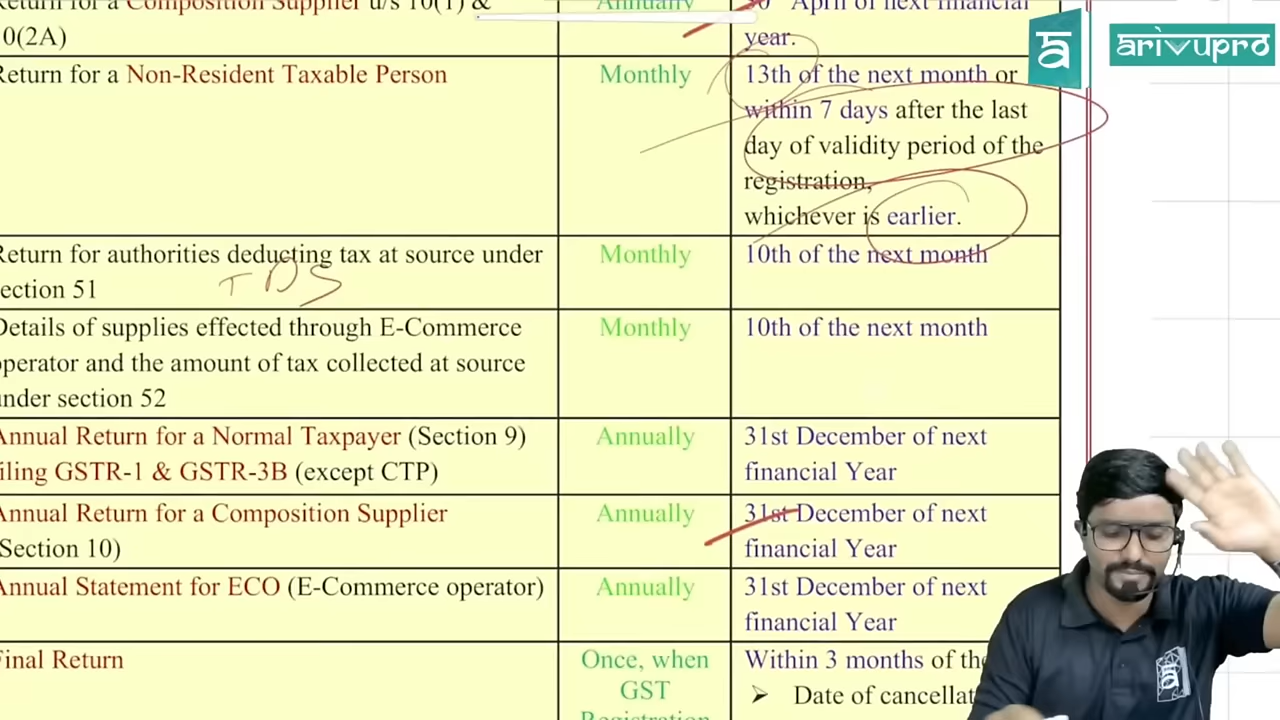 Return for a Composition Supplier u/s 10(1) &
0(2A)
Annually
30 April of next financial
year.
Return for a Non-Resident Taxable Person
Monthly
13th of the next month or
within 7 days after the last
day of validity period of the
registration,
whichever is earlier.
Return for authorities deducting tax at source under
ection 51
TDS
Monthly
10th of the next month
Details of supplies effected through E-Commerce
perator and the amount of tax collected at source
nder section 52
Monthly
10th of the next month
Annual Return for a Normal Taxpayer (Section 9)
iling GSTR-1 & GSTR-3B (except CTP)
Annually
31st December of next
financial Year
Annual Return for a Composition Supplier
Section 10)
Annually
31st December of next
financial Year
Annual Statement for ECO (E-Commerce operator)
Annually
31st December of next
financial Year
Final Return
Once, when
GST
Registration
Within 3 months of the
➢ Date of cancellat
ā
arivupro
ā